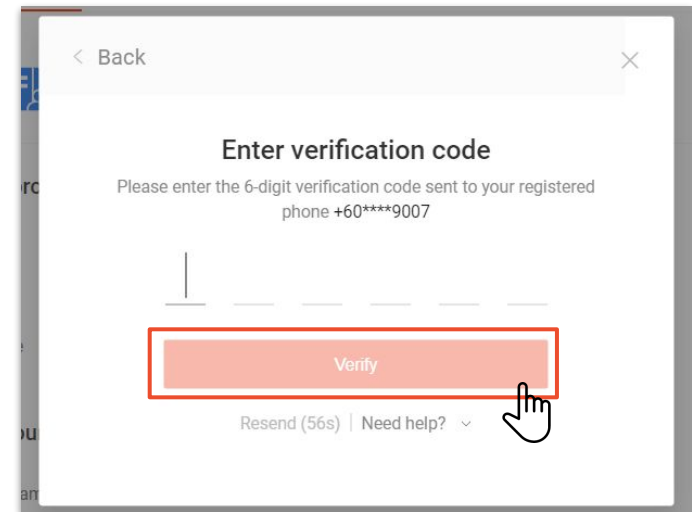 Back
Enter verification code
Please enter the 6-digit verification code sent to your registered
phone +60****9007
Verify
Resend (56s) | Need help?